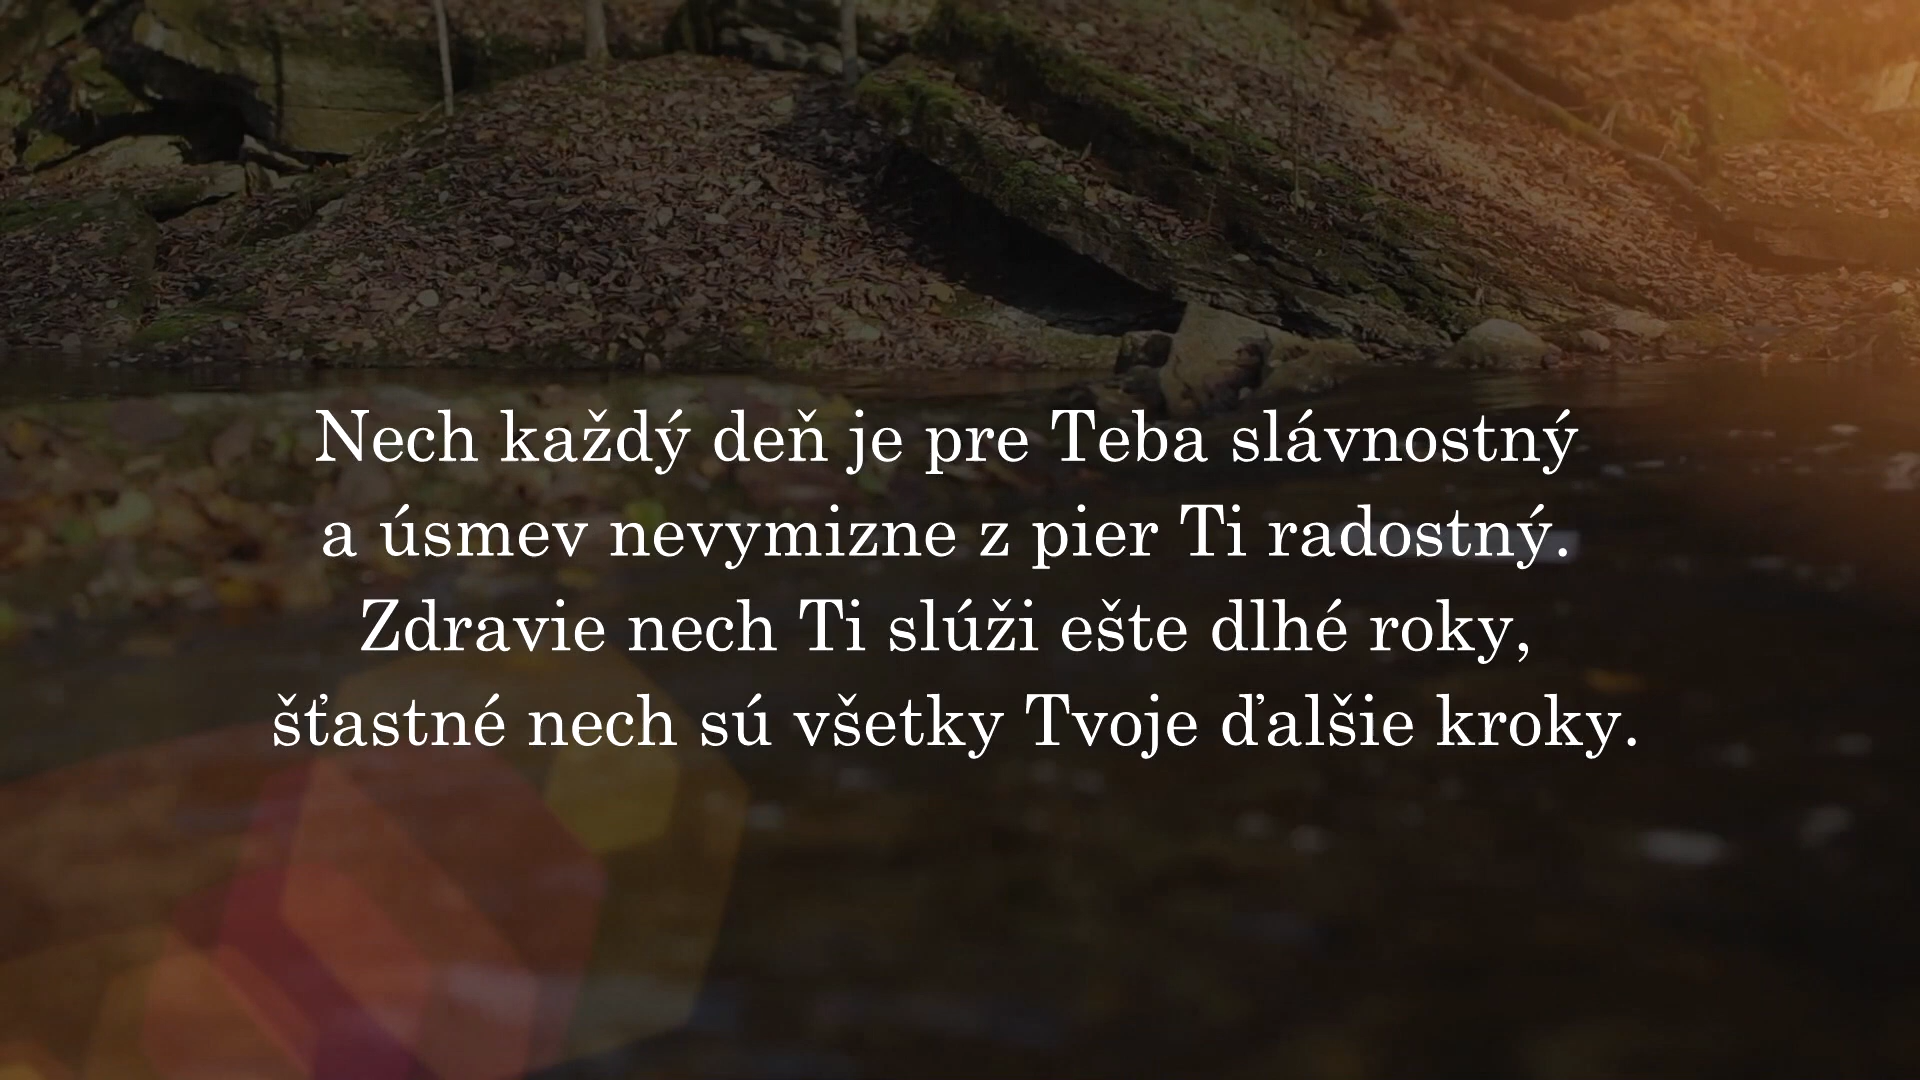 Nech každý deň je pre Teba slávnostný
a úsmev nevymizne z pier Ti radostný.
Zdravie nech Ti slúži ešte dlhé roky,
šťastné nech sú všetky Tvoje ďalšie kroky.